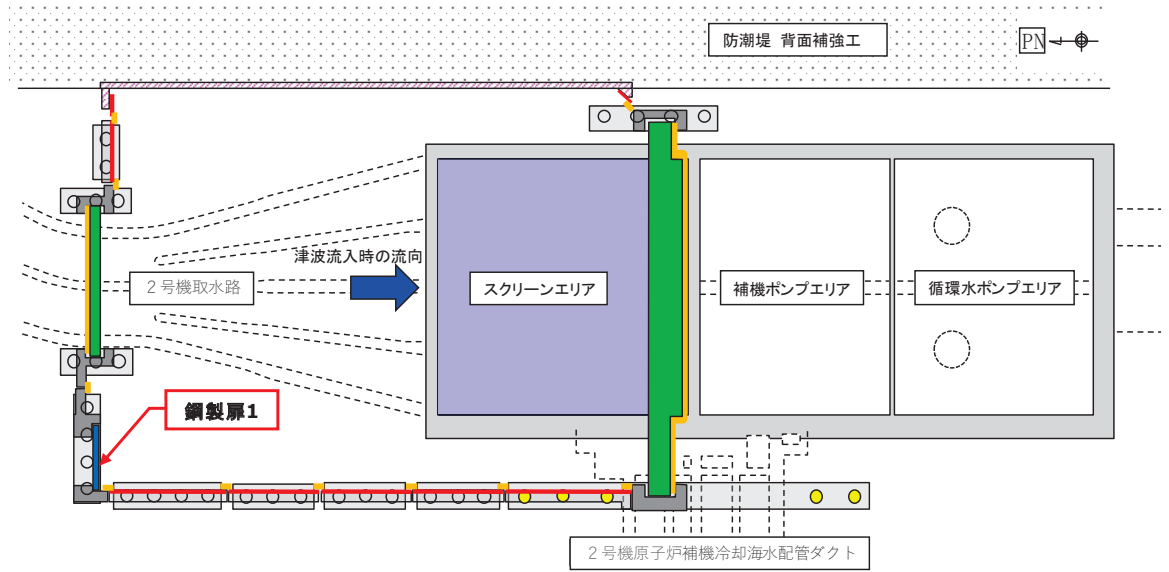 防潮堤 背面補強工
PN
津波流入時の流向
２号機取水路
スクリーンエリア
補機ポンプエリア
循環水ポンプエリア
鋼製扉1
２号機原子炉補機冷却海水配管ダクト